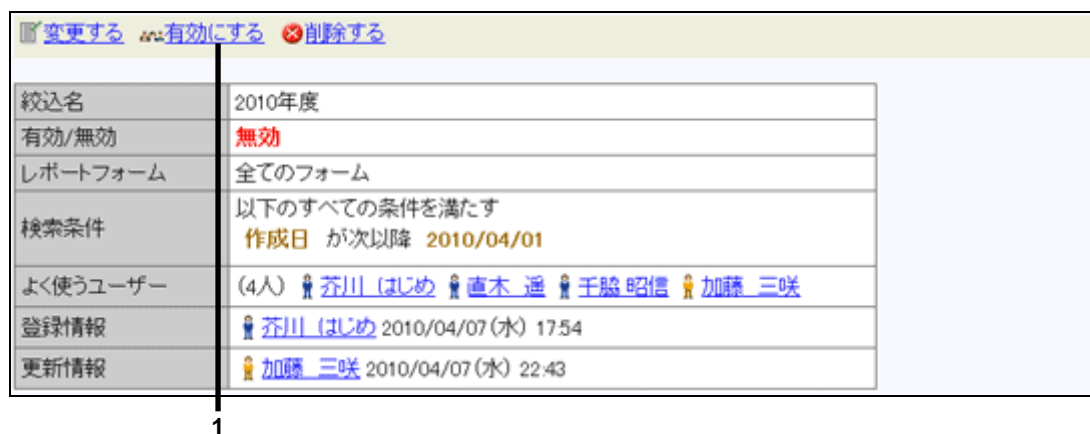 変更する 有効にする 削除する
絞込名 2010年度
有効/無効 無効
レポートフォーム 全てのフォーム
検索条件 以下のすべての条件を満たす
作成日 が次以降 2010/04/01
よく使うユーザー (4人) 芥川 はじめ 直木 遥 千脇 昭信 加藤 三咲
登録情報 芥川 はじめ 2010/04/07(水) 17:54
更新情報 加藤 三咲 2010/04/07(水) 22:43
1